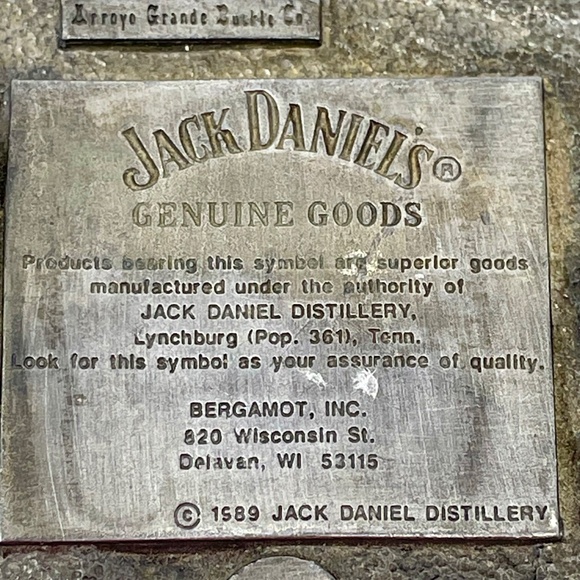 Arroyo Grande Buckle Co.
JACK DANIEL'S ®
GENUINE GOODS
Products bearing this symbol are superior goods
manufactured under the authority of
JACK DANIEL DISTILLERY,
Lynchburg (Pop. 361), Tenn.
Look for this symbol as your assurance of quality.
BERGAMOT, INC.
820 Wisconsin St.
Delavan, WI 53115
© 1989 JACK DANIEL DISTILLERY